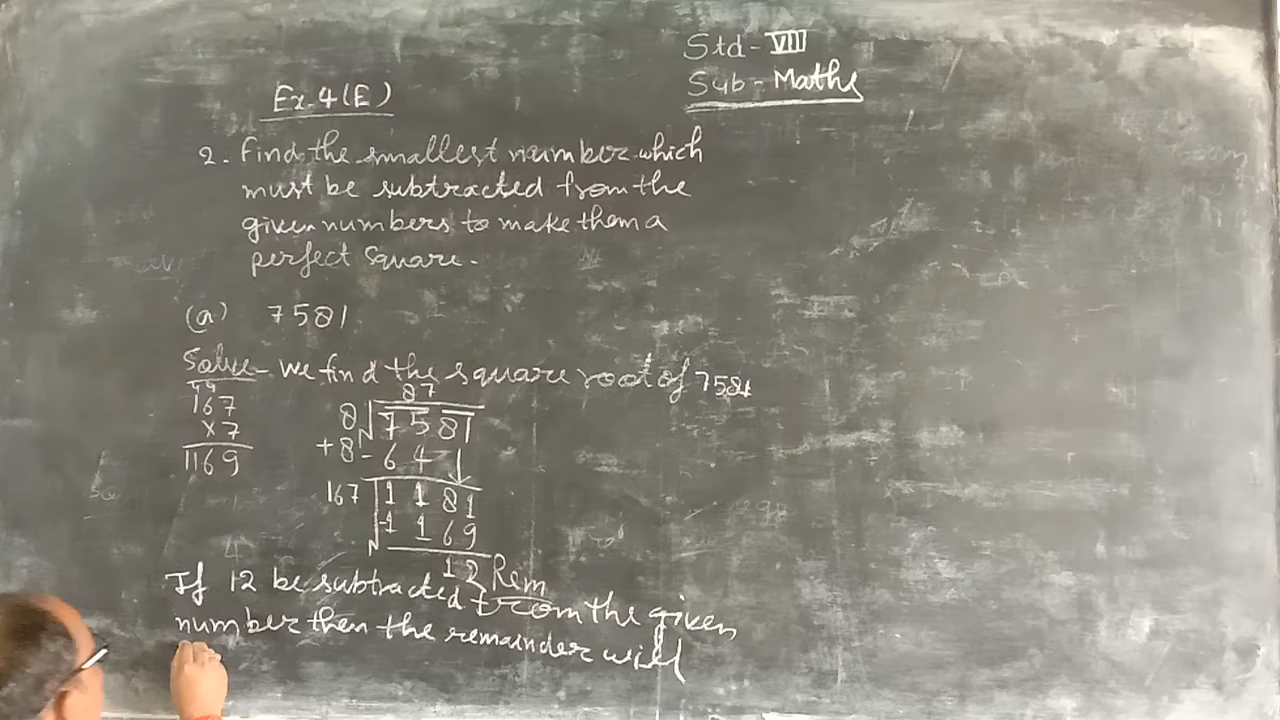 Std - VIII
Sub - Maths
Ex. 4 (E)
2. Find the smallest number which
must be subtracted from the
given numbers to make them a
perfect square.
(a) 7581
Solve - we find the square root of 7581
167
×7
1169
87
8 7581
+8 - 64 ↓
167 1181
-1169
12 Rem
If 12 be subtracted from the given
number then the remainder will